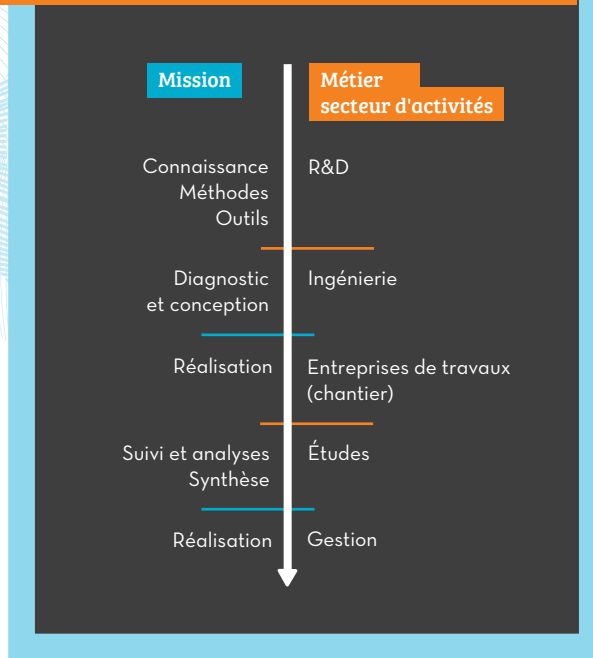 Mission
Métier
secteur d'activités
Connaissance
Méthodes
Outils
R&D
Diagnostic
et conception
Ingénierie
Réalisation
Entreprises de travaux
(chantier)
Suivi et analyses
Synthèse
Études
Réalisation
Gestion